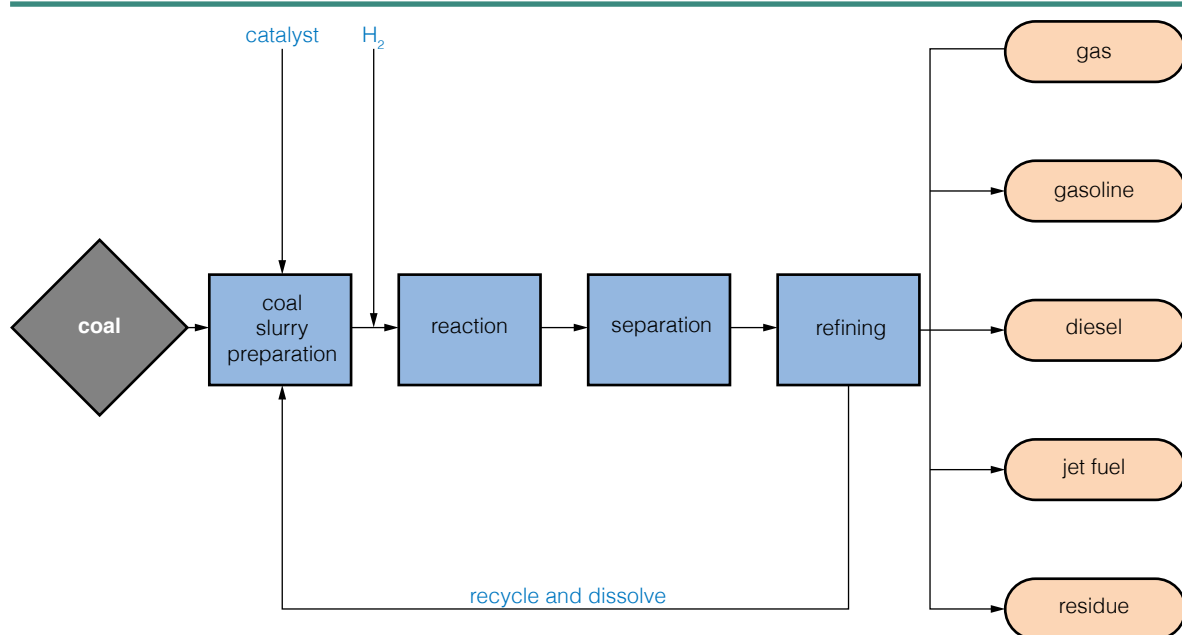 catalyst
H₂
coal
coal
slurry
preparation
reaction
separation
refining
recycle and dissolve
gas
gasoline
diesel
jet fuel
residue